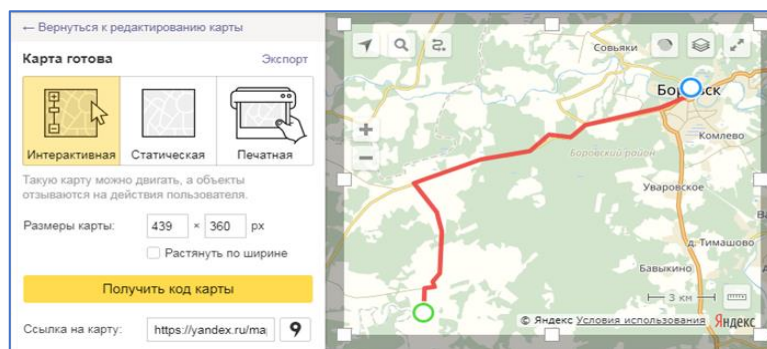 ← Вернуться к редактированию карты
Карта готова
Экспорт
Интерактивная
Статическая
Печатная
Такую карту можно двигать, а объекты
отзываются на действия пользователя.
Размеры карты: 439 × 360 px
Растянуть по ширине
Получить код карты
Ссылка на карту: https://yandex.ru/ma
Совьяки
Комлево
Боровский район
Уваровское
д. Тимашово
Бавыкино
3 км
© Яндекс Условия использования Яндекс